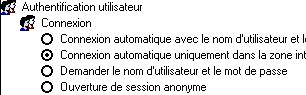 Authentification utilisateur
Connexion
Connexion automatique avec le nom d'utilisateur et l
Connexion automatique uniquement dans la zone int
Demander le nom d'utilisateur et le mot de passe
Ouverture de session anonyme